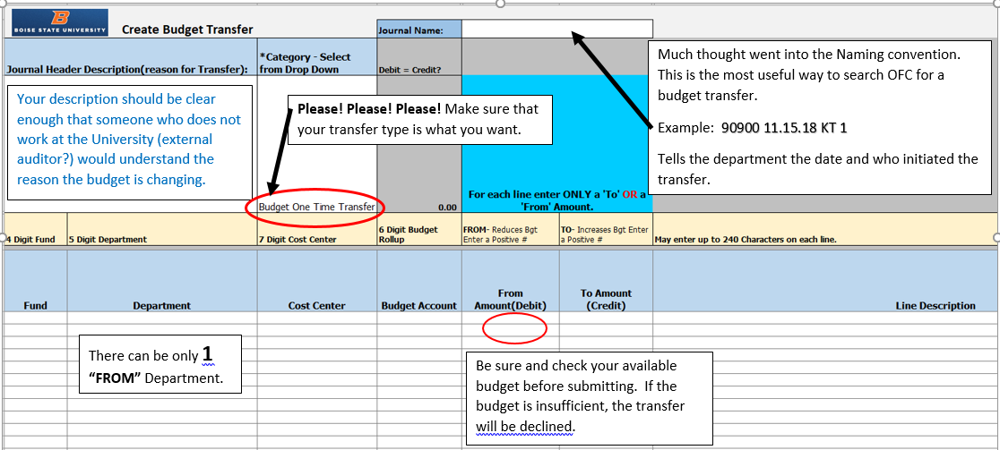 B
BOISE STATE UNIVERSITY
Create Budget Transfer
Journal Name:
Journal Header Description(reason for Transfer):
*Category - Select
from Drop Down
Debit = Credit?
Your description should be clear
enough that someone who does not
work at the University (external
auditor?) would understand the
reason the budget is changing.
Please! Please! Please! Make sure that
your transfer type is what you want.
Much thought went into the Naming convention.
This is the most useful way to search OFC for a
budget transfer.
Example:  90900 11.15.18 KT 1
Tells the department the date and who initiated the
transfer.
Budget One Time Transfer
0.00
For each line enter ONLY a 'To' OR a
'From' Amount.
4 Digit Fund
5 Digit Department
7 Digit Cost Center
6 Digit Budget
Rollup
FROM- Reduces Bgt
Enter a Positive #
TO- Increases Bgt Enter
a Positive #
May enter up to 240 Characters on each line.
Fund
Department
Cost Center
Budget Account
From
Amount(Debit)
To Amount
(Credit)
Line Description
There can be only 1
“FROM” Department.
Be sure and check your available
budget before submitting.  If the
budget is insufficient, the transfer
will be declined.